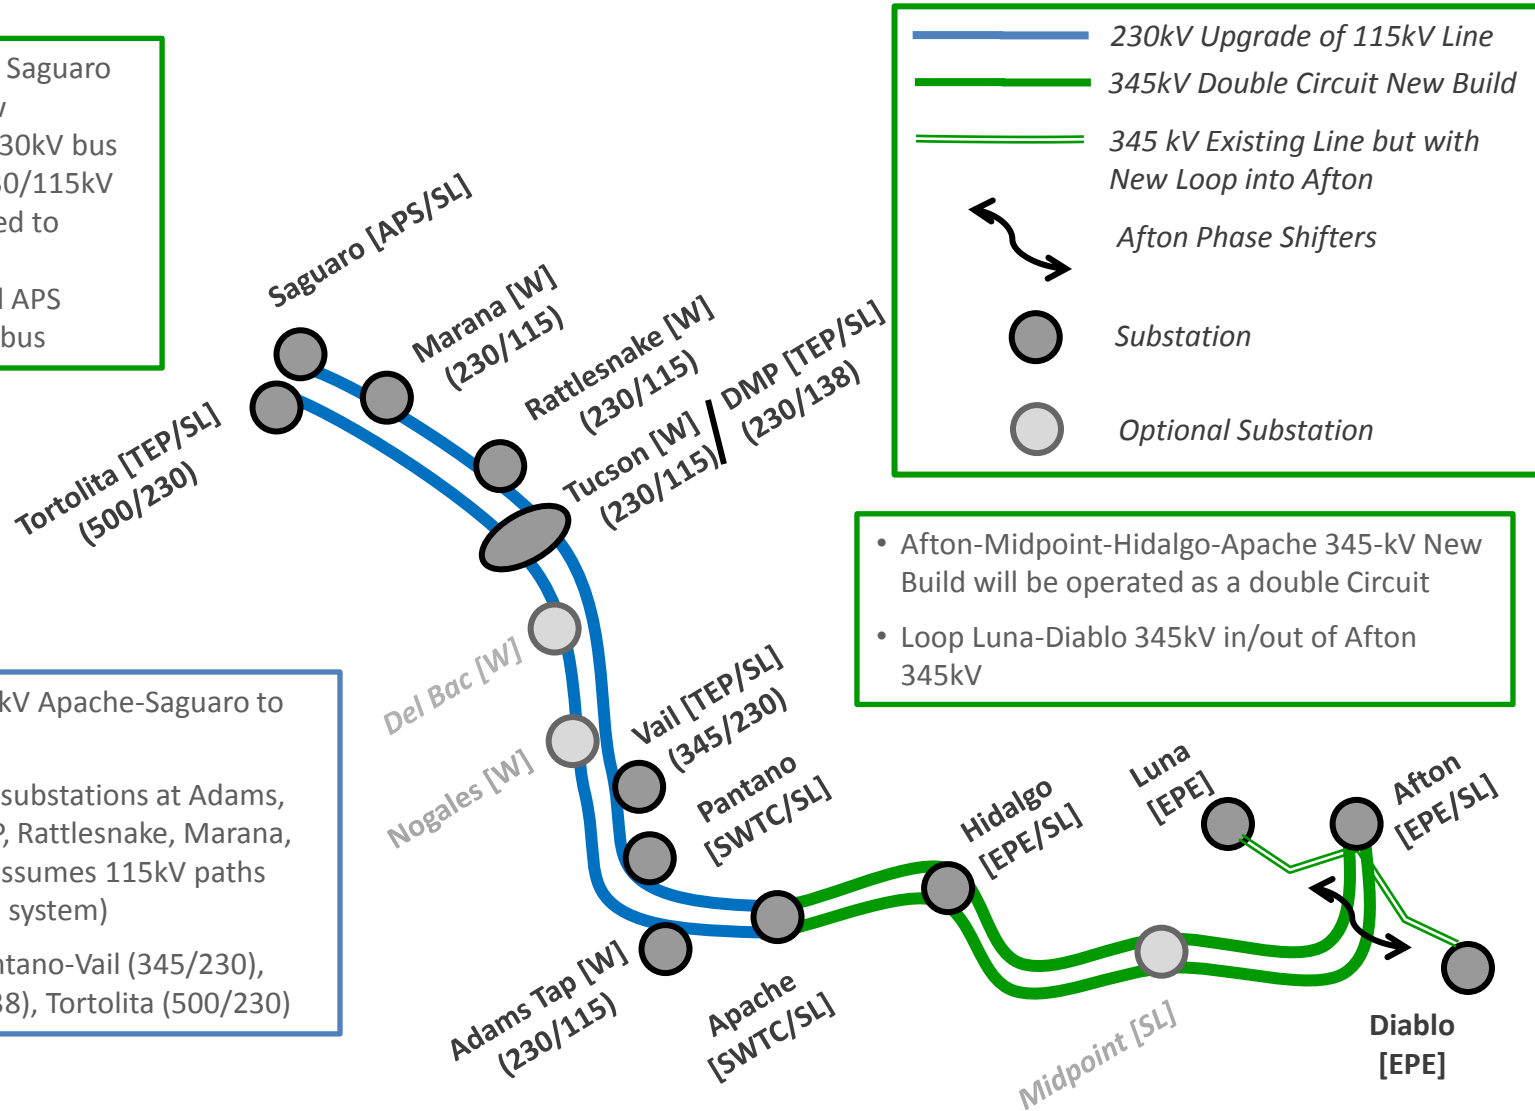 230kV Upgrade of 115kV Line
345kV Double Circuit New Build
345 kV Existing Line but with
New Loop into Afton
Afton Phase Shifters
Substation
Optional Substation
Saguaro
30kV bus
30/115kV
ed to
APS
bus
Saguaro [APS/SL]
Marana [W]
(230/115)
Rattlesnake [W]
(230/115)
Tucson [W]
(230/115)
DMP [TEP/SL]
(230/138)
Tortolita [TEP/SL]
(500/230)
• Afton-Midpoint-Hidalgo-Apache 345-kV New
Build will be operated as a double Circuit
• Loop Luna-Diablo 345kV in/out of Afton
345kV
Del Bac [W]
Nogales [W]
Vail [TEP/SL]
(345/230)
Pantano
[SWTC/SL]
kV Apache-Saguaro to
substations at Adams,
P, Rattlesnake, Marana,
assumes 115kV paths
system)
ntano-Vail (345/230),
38), Tortolita (500/230)
Adams Tap [W]
(230/115)
Apache
[SWTC/SL]
Hidalgo
[EPE/SL]
Luna
[EPE]
Afton
[EPE/SL]
Midpoint [SL]
Diablo
[EPE]